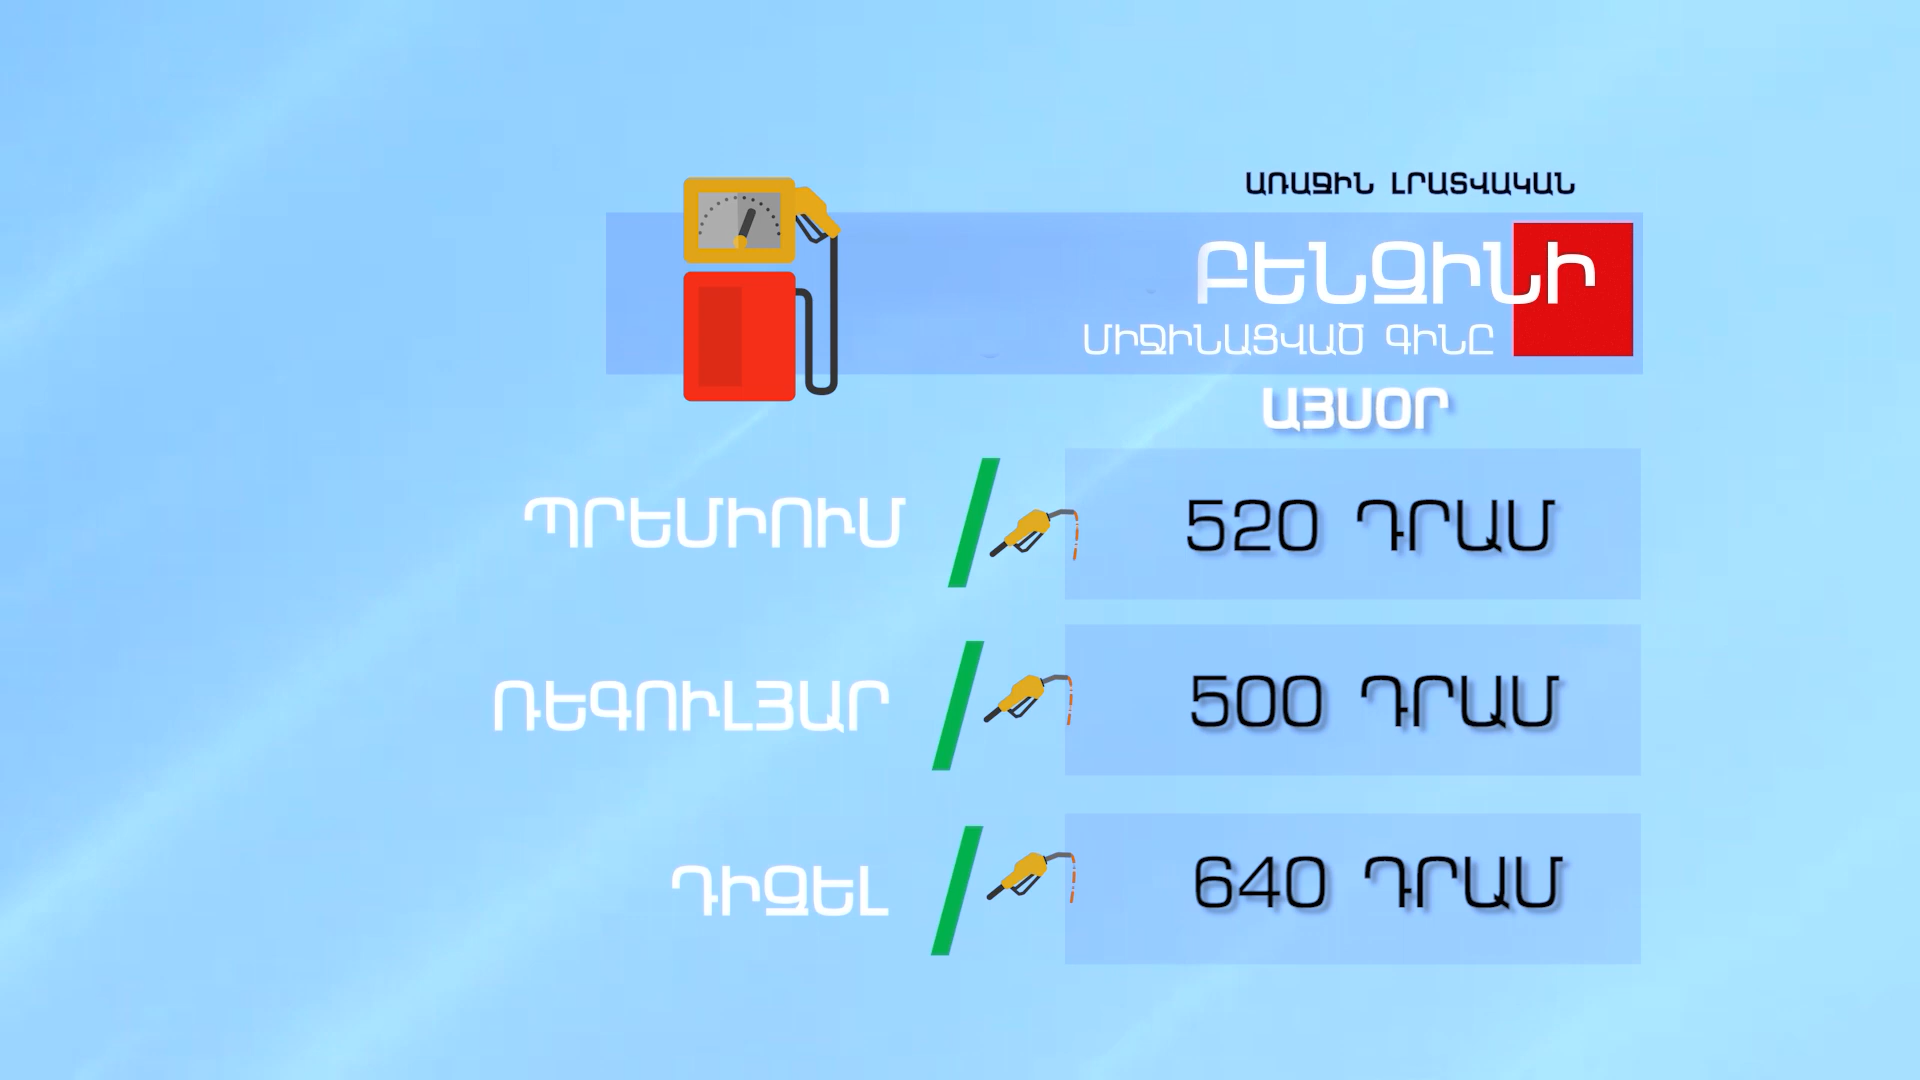 ԱՌԱՋԻՆ ԼՐԱՏՎԱԿԱՆ
ԲԵՆԶԻՆԻ
ՄԻՋԻՆԱՑՎԱԾ ԳԻՆԸ
ԱՅՍՕՐ
ՊՐԵՄԻՈՒՄ / 520 ԴՐԱՄ
ՌԵԳՈՒԼՅԱՐ / 500 ԴՐԱՄ
ԴԻԶԵԼ / 640 ԴՐԱՄ